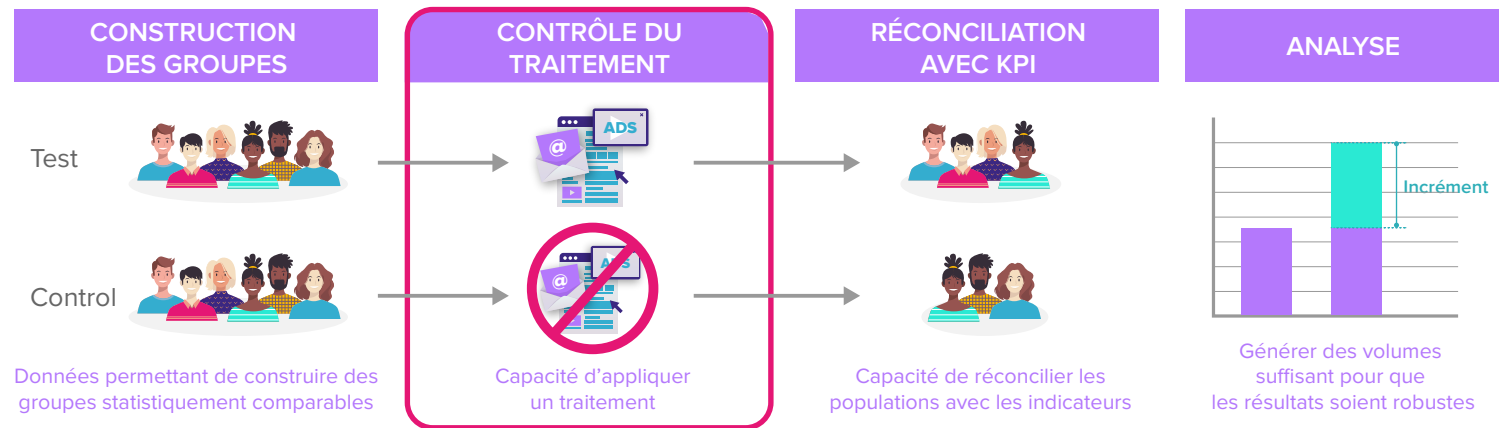 CONSTRUCTION
DES GROUPES
CONTRÔLE DU
TRAITEMENT
RÉCONCILIATION
AVEC KPI
ANALYSE
Test
@
ADS
Incrément
Control
@
ADS
Données permettant de construire des
groupes statistiquement comparables
Capacité d'appliquer
un traitement
Capacité de réconcilier les
populations avec les indicateurs
Générer des volumes
suffisant pour que
les résultats soient robustes